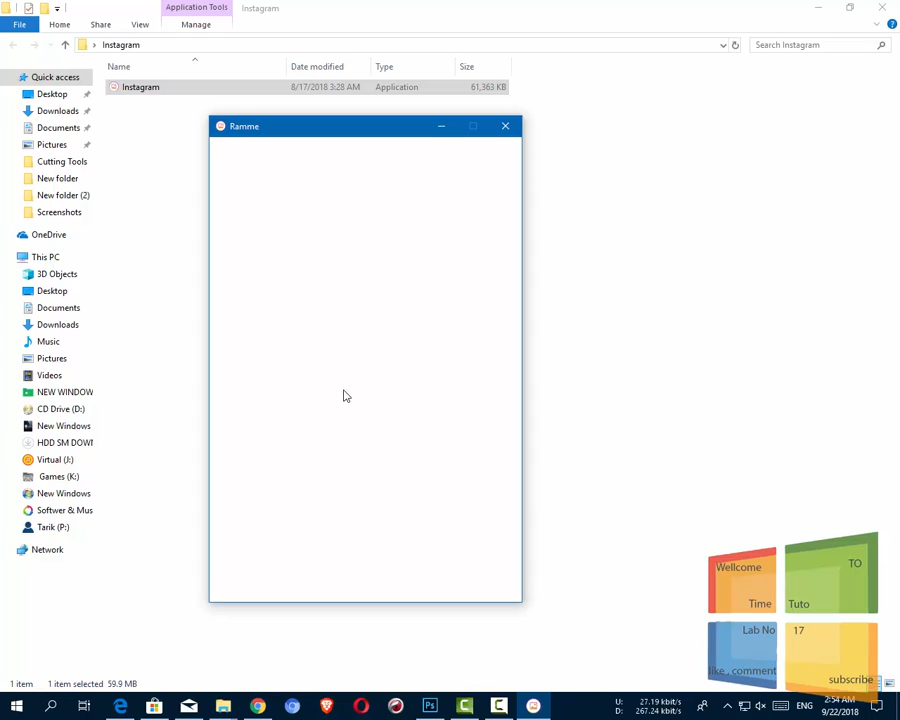 Application Tools
Instagram
File
Home
Share
View
Manage
Instagram
Search Instagram
Name
Date modified
Type
Size
Instagram
8/17/2018 3:28 AM
Application
61,363 KB
Quick access
Desktop
Downloads
Documents
Pictures
Cutting Tools
New folder
New folder (2)
Screenshots
OneDrive
This PC
3D Objects
Desktop
Documents
Downloads
Music
Pictures
Videos
NEW WINDOW
CD Drive (D:)
New Windows
HDD SM DOWN
Virtual (J:)
Games (K:)
New Windows
Softwer & Mus
Tarik (P:)
Network
Ramme
Wellcome
TO
Time
Tuto
Lab No
17
like , comment
subscribe
1 item
1 item selected
59.9 MB
U:
27.19 kbit/s
D:
267.24 kbit/s
ENG
2:54 AM
9/22/2018